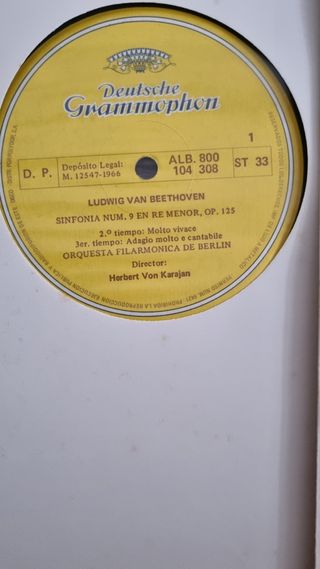 Deutsche
Grammophon
1
D. P.
Depósito Legal:
M. 12547-1966
ALB. 800
104 308
ST 33
LUDWIG VAN BEETHOVEN
SINFONIA NUM. 9 EN RE MENOR, OP. 125
2.º tiempo: Molto vivace
3er. tiempo: Adagio molto e cantabile
ORQUESTA FILARMONICA DE BERLIN
Director:
Herbert Von Karajan